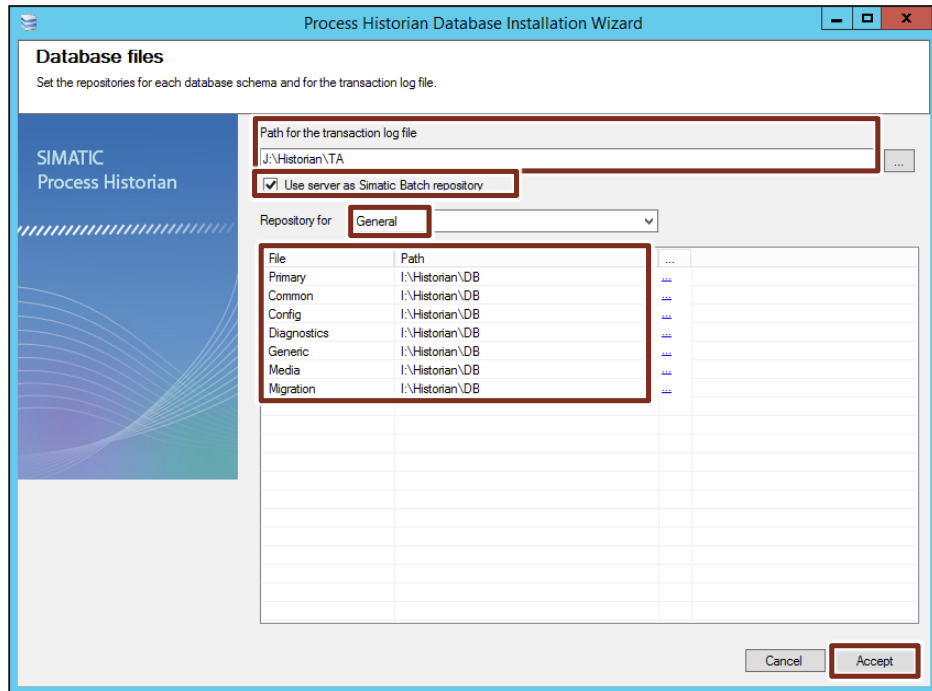 Process Historian Database Installation Wizard
Database files
Set the repositories for each database schema and for the transaction log file.
SIMATIC
Process Historian
Path for the transaction log file
J:\Historian\TA
...
Use server as Simatic Batch repository
Repository for General
File Path ...
Primary I:\Historian\DB ...
Common I:\Historian\DB ...
Config I:\Historian\DB ...
Diagnostics I:\Historian\DB ...
Generic I:\Historian\DB ...
Media I:\Historian\DB ...
Migration I:\Historian\DB ...
Cancel Accept